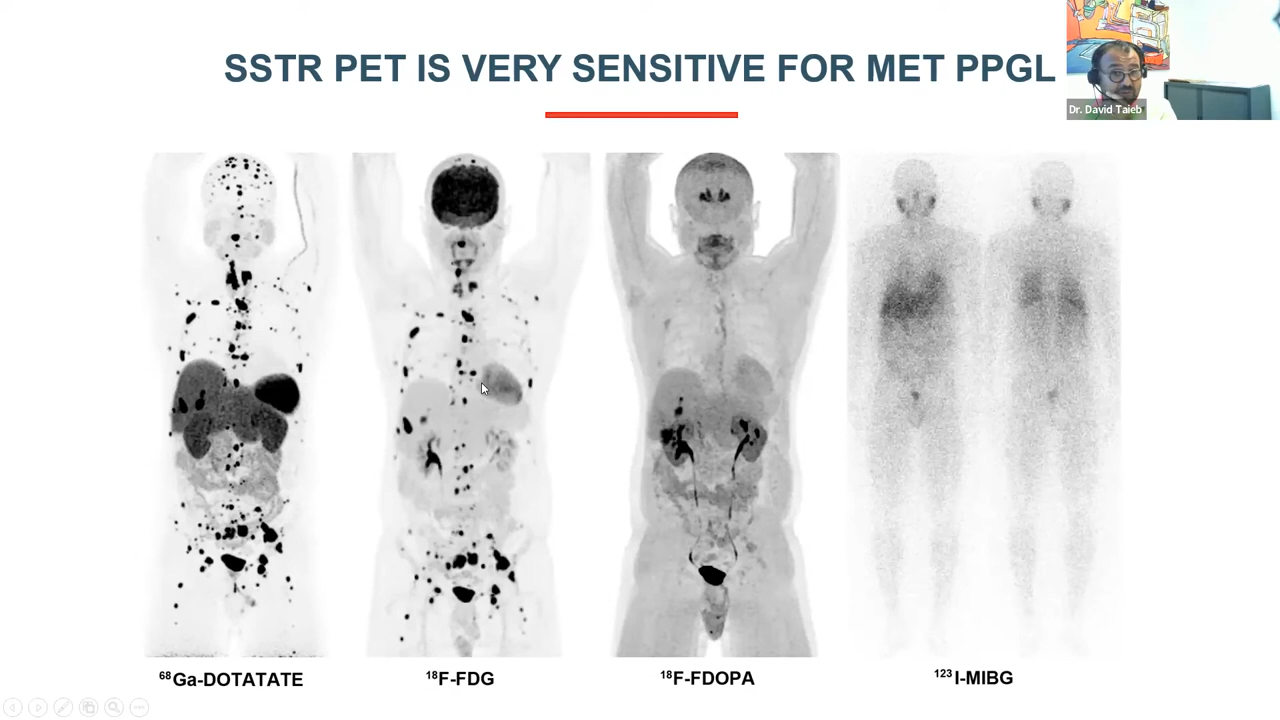 SSTR PET IS VERY SENSITIVE FOR MET PPGL
Dr. David Taieb
⁶⁸Ga-DOTATATE
¹⁸F-FDG
¹⁸F-FDOPA
¹²³I-MIBG